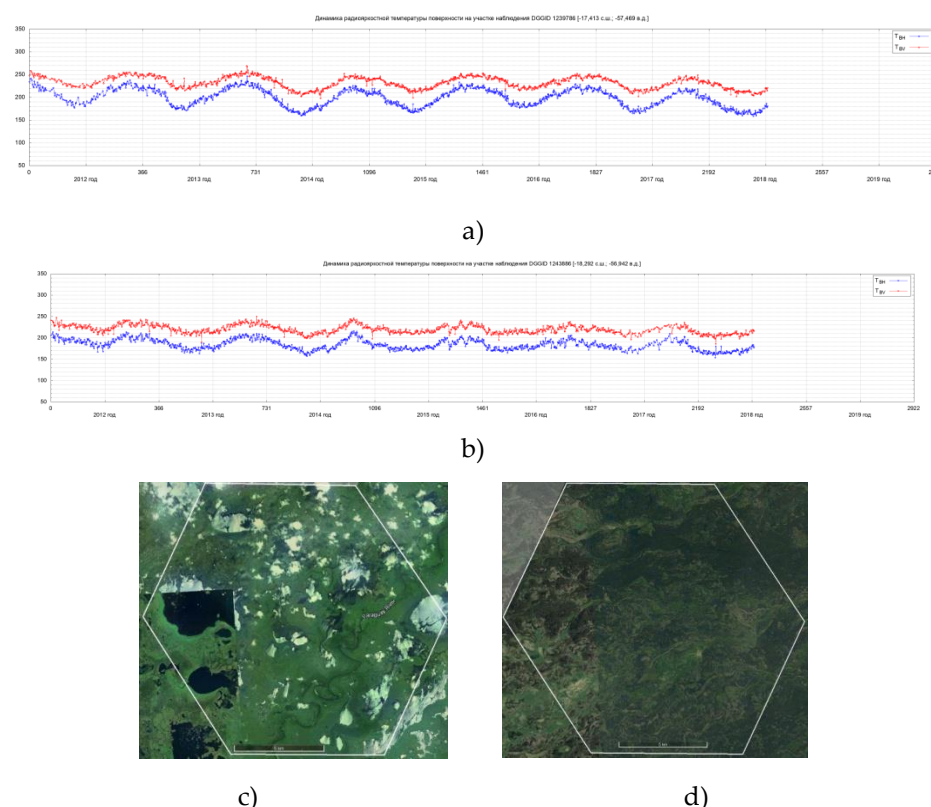 Динамика радиояркостной температуры поверхности на участке наблюдения DGGID 1239786 [-17,413 с.ш.; -57,469 в.д.]
350
300
250
200
150
100
50
T BH
T BV
0 366 731 1096 1461 1827 2192 2557
2012 год 2013 год 2014 год 2015 год 2016 год 2017 год 2018 год 2019 год
a)
Динамика радиояркостной температуры поверхности на участке наблюдения DGGID 1243886 [-18,292 с.ш.; -56,942 в.д.]
350
300
250
200
150
100
50
T BH
T BV
0 366 731 1096 1461 1827 2192 2557 2922
2012 год 2013 год 2014 год 2015 год 2016 год 2017 год 2018 год 2019 год
b)
c)
d)